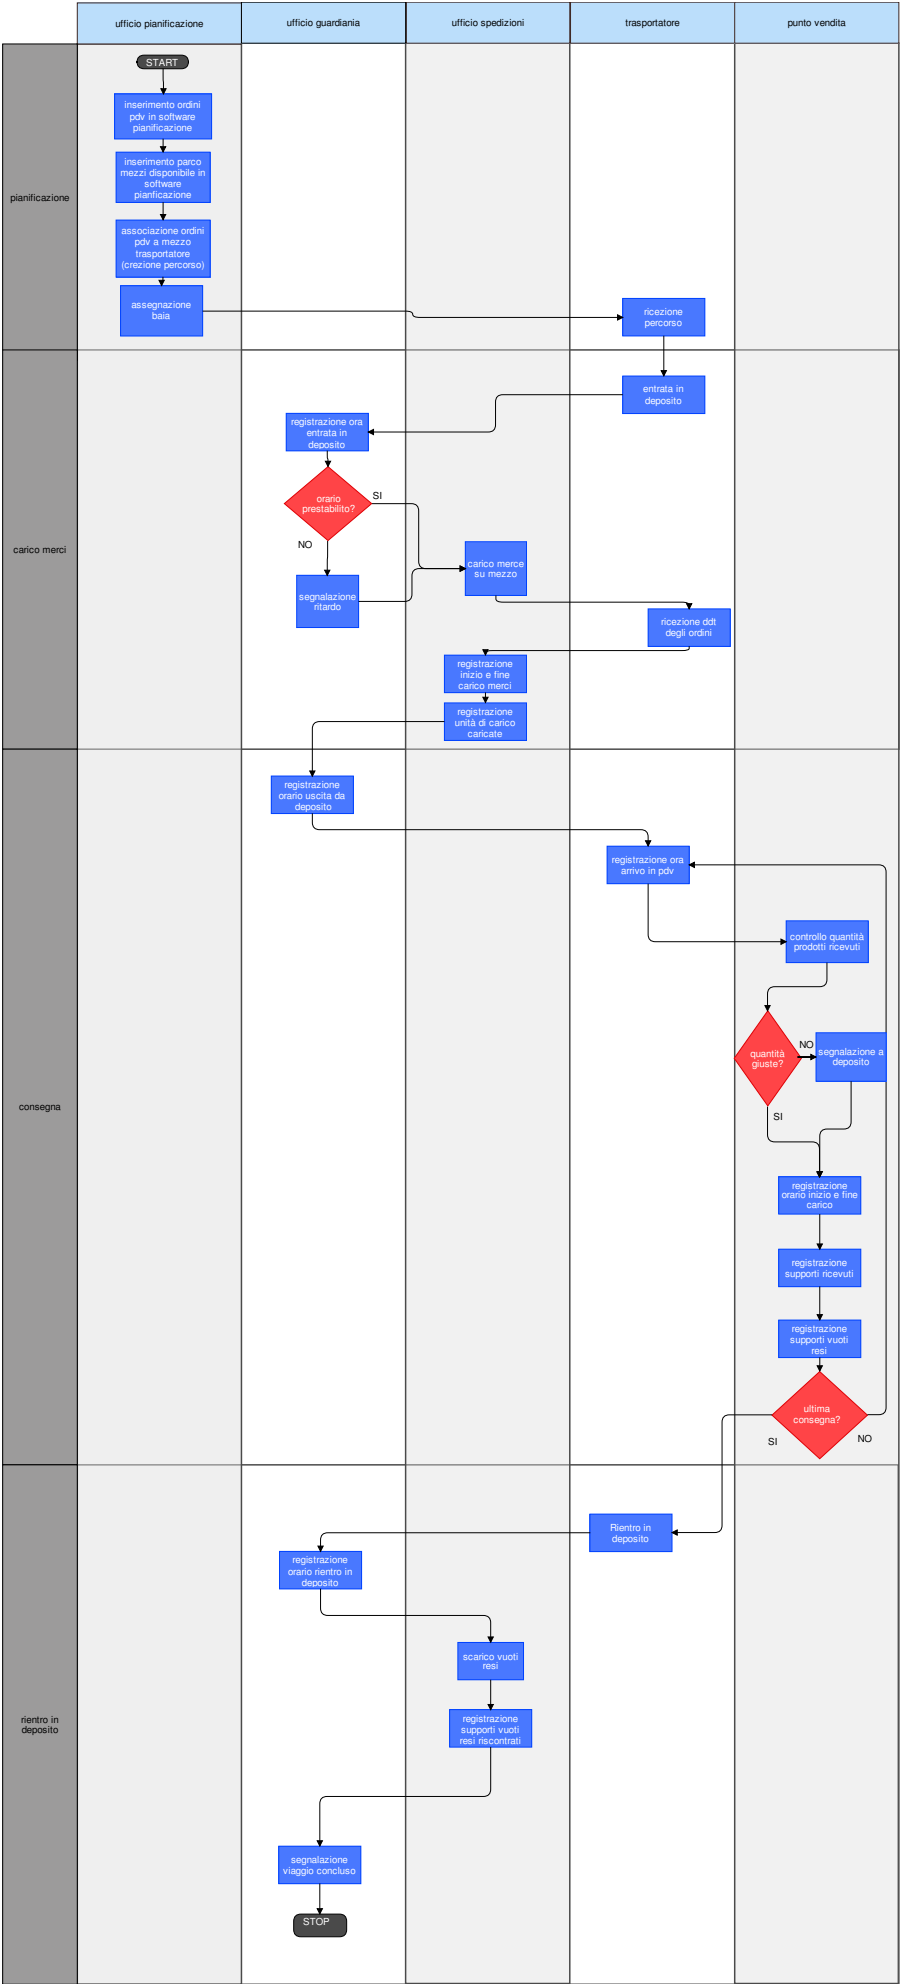 ufficio pianificazione
ufficio guardiania
ufficio spedizioni
trasportatore
punto vendita
pianificazione
START
inserimento ordini
pdv in software
pianificazione
inserimento parco
mezzi disponibile in
software
pianficazione
associazione ordini
pdv a mezzo
trasportatore
(crezione percorso)
assegnazione
baia
ricezione
percorso
carico merci
entrata in
deposito
registrazione ora
entrata in
deposito
orario
prestabilito?
SI
NO
segnalazione
ritardo
carico merce
su mezzo
ricezione ddt
degli ordini
registrazione
inizio e fine
carico merci
registrazione
unità di carico
caricate
consegna
registrazione
orario uscita da
deposito
registrazione ora
arrivo in pdv
controllo quantità
prodotti ricevuti
quantità
giuste?
NO
segnalazione a
deposito
SI
registrazione
orario inizio e fine
carico
registrazione
supporti ricevuti
registrazione
supporti vuoti
resi
ultima
consegna?
SI
NO
rientro in
deposito
Rientro in
deposito
registrazione
orario rientro in
deposito
scarico vuoti
resi
registrazione
supporti vuoti
resi riscontrati
segnalazione
viaggio concluso
STOP